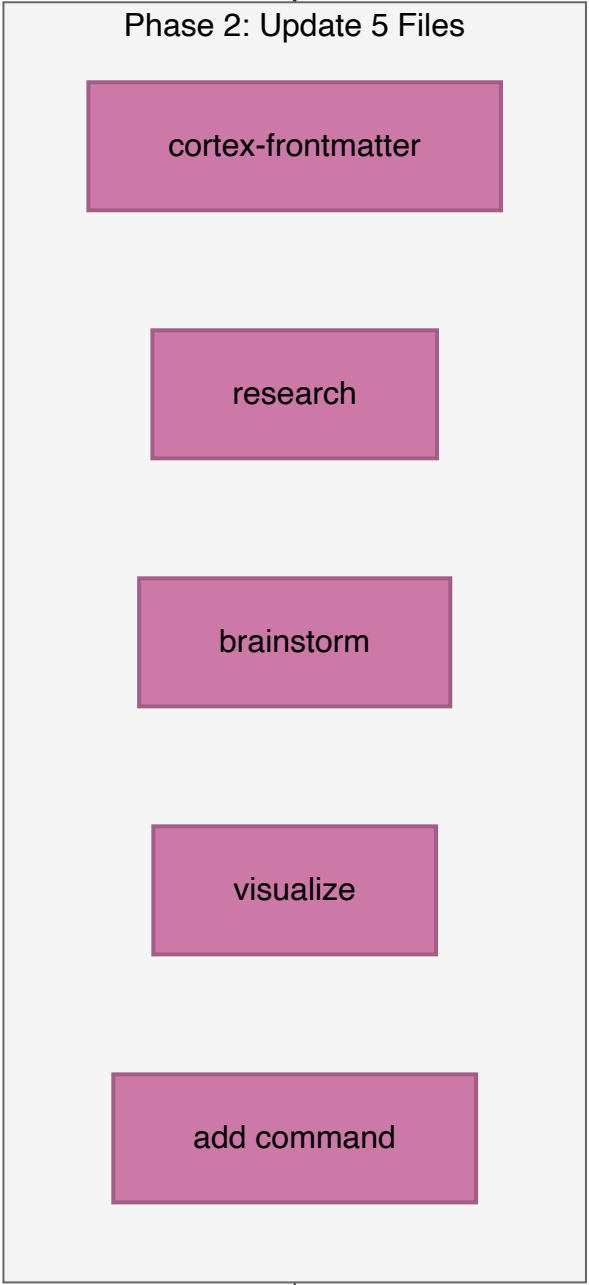 Phase 2: Update 5 Files
cortex-frontmatter
research
brainstorm
visualize
add command